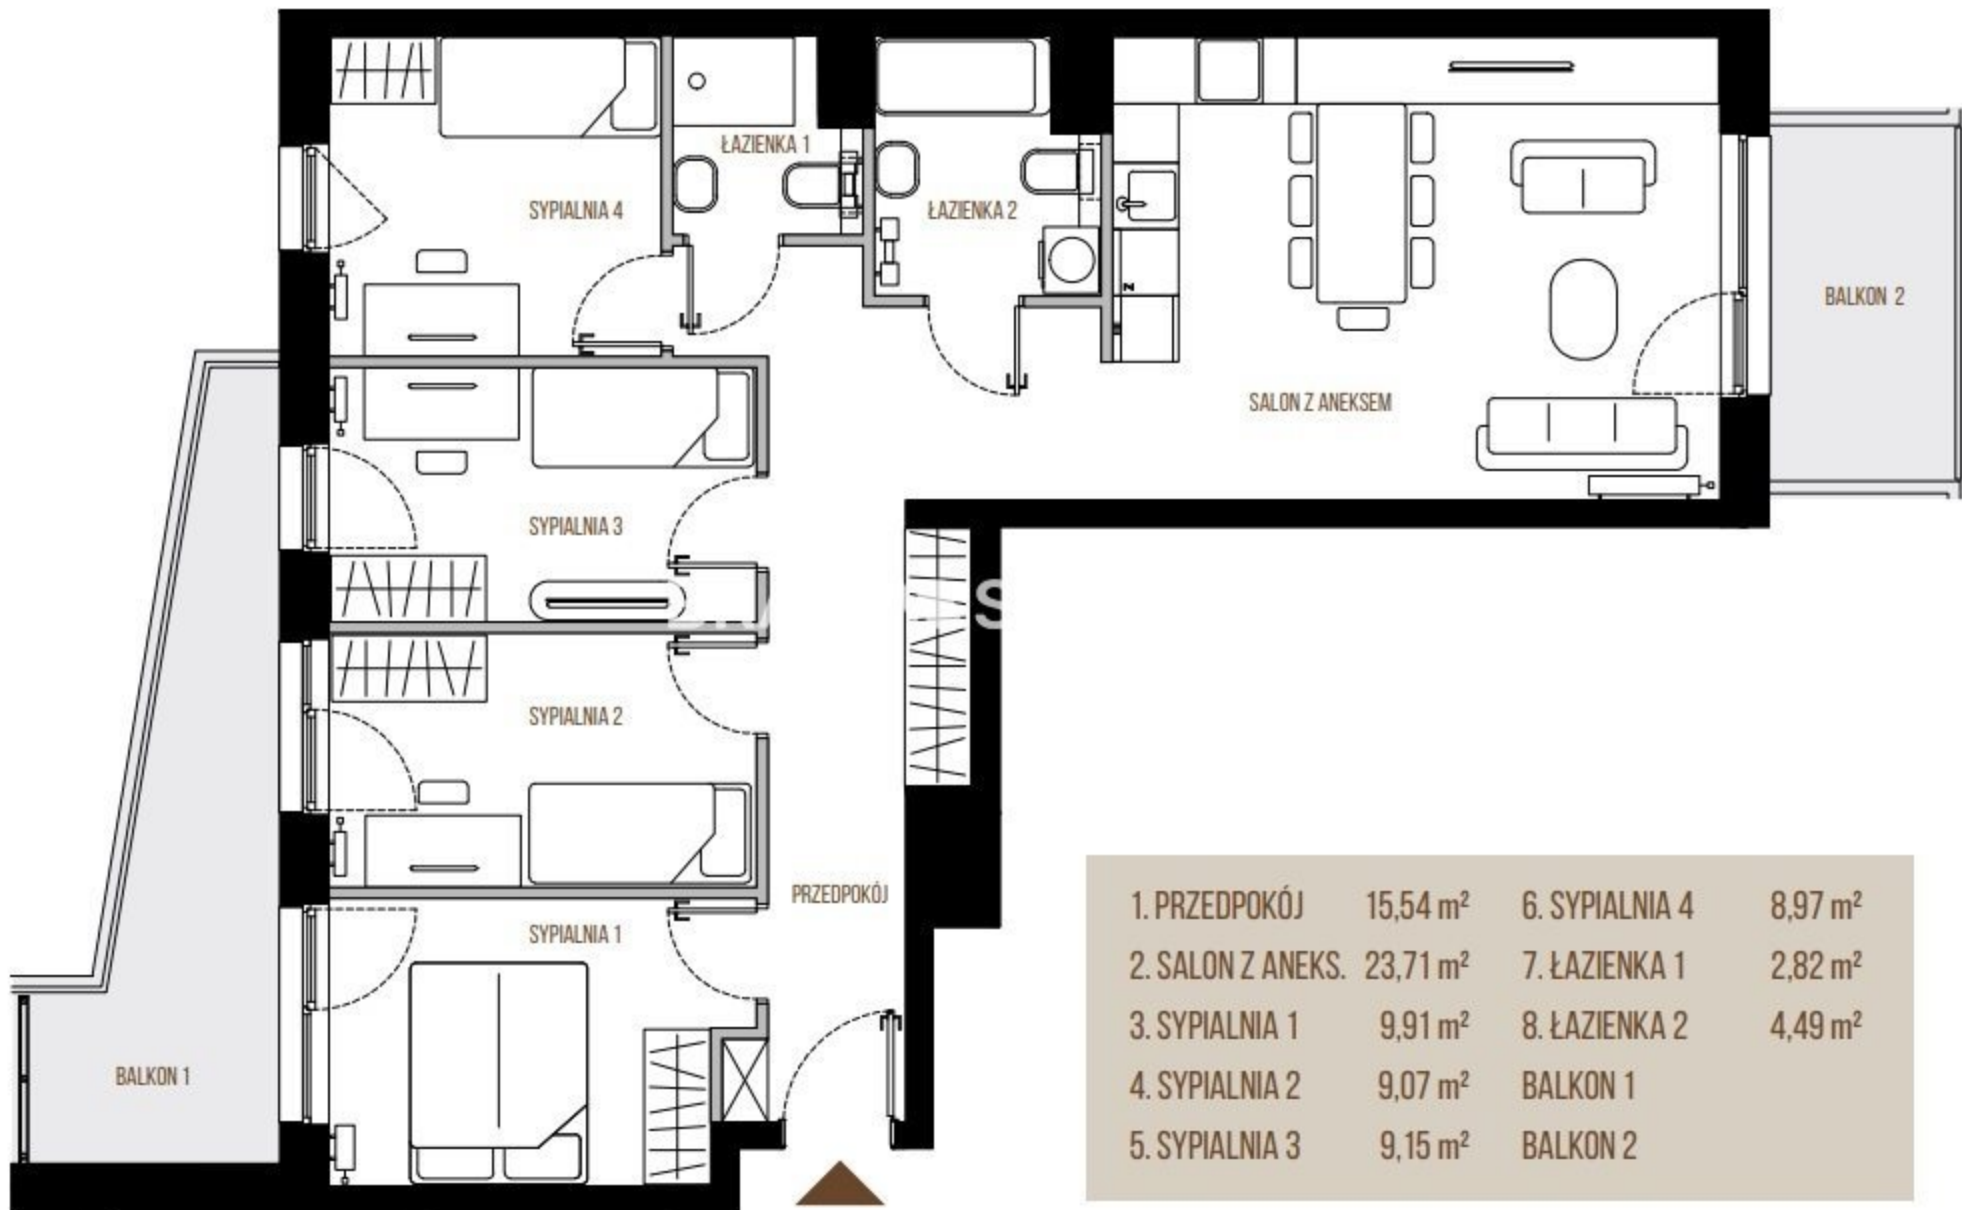 ŁAZIENKA 1
SYPIALNIA 4
ŁAZIENKA 2
BALKON 2
SALON Z ANEKSEM
SYPIALNIA 3
SYPIALNIA 2
PRZEDPOKÓJ
SYPIALNIA 1
BALKON 1
1. PRZEDPOKÓJ 15,54 m²
2. SALON Z ANEKS. 23,71 m²
3. SYPIALNIA 1 9,91 m²
4. SYPIALNIA 2 9,07 m²
5. SYPIALNIA 3 9,15 m²
6. SYPIALNIA 4 8,97 m²
7. ŁAZIENKA 1 2,82 m²
8. ŁAZIENKA 2 4,49 m²
BALKON 1
BALKON 2